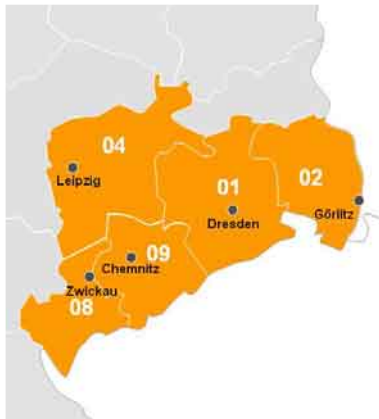 04
Leipzig
01
02
Dresden
Görlitz
09
Chemnitz
Zwickau
08